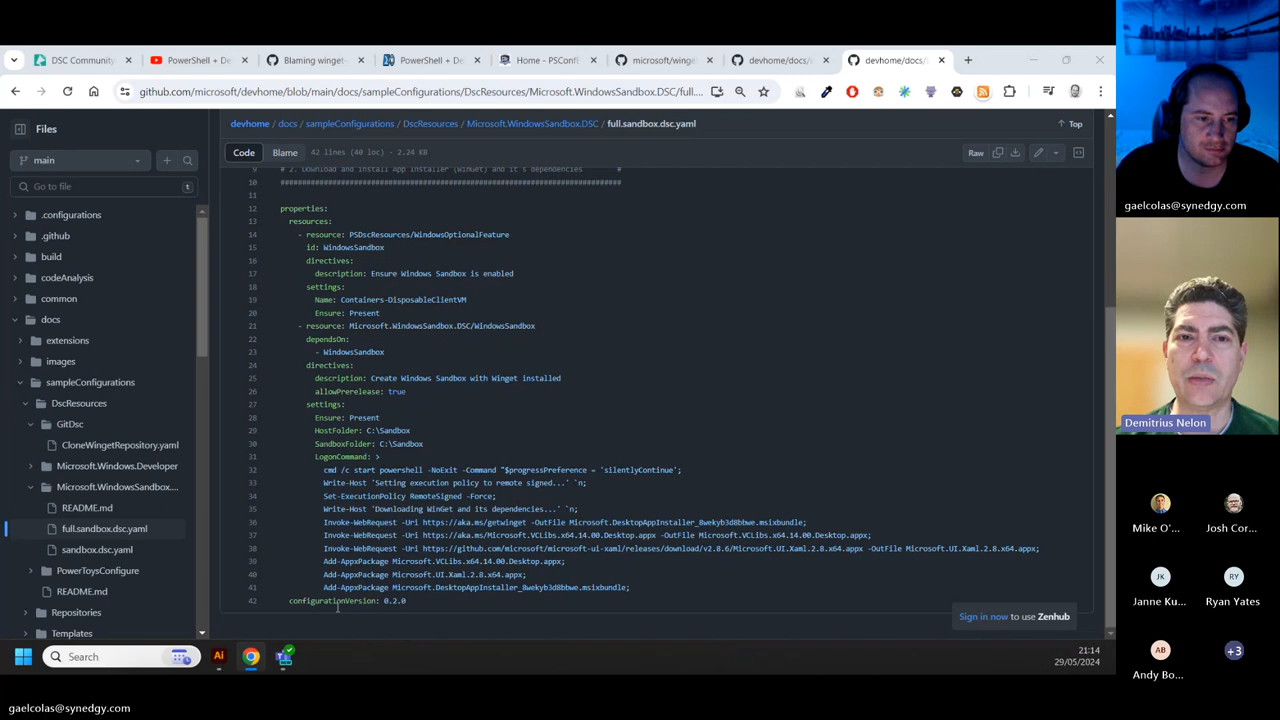 DSC Community
PowerShell + De
Blaming winget-
PowerShell + De
Home - PSConfE
microsoft/winge
devhome/docs/
devhome/docs/
github.com/microsoft/devhome/blob/main/docs/sampleConfigurations/DscResources/Microsoft.WindowsSandbox.DSC/full....
Files
main
Go to file
t
.configurations
.github
build
codeAnalysis
common
docs
extensions
images
sampleConfigurations
DscResources
GitDsc
CloneWingetRepository.yaml
Microsoft.Windows.Developer
Microsoft.WindowsSandbox....
README.md
full.sandbox.dsc.yaml
sandbox.dsc.yaml
PowerToysConfigure
README.md
Repositories
Templates
devhome / docs / sampleConfigurations / DscResources / Microsoft.WindowsSandbox.DSC / full.sandbox.dsc.yaml
Top
Code
Blame
42 lines (40 loc) · 2.24 KB
Raw
9 # 2. Download and install App Installer (WinGet) and it's dependencies #
10 ##############################################################################
11
12 properties:
13 resources:
14 - resource: PSDscResources/WindowsOptionalFeature
15 id: WindowsSandbox
16 directives:
17 description: Ensure Windows Sandbox is enabled
18 settings:
19 Name: Containers-DisposableClientVM
20 Ensure: Present
21 - resource: Microsoft.WindowsSandbox.DSC/WindowsSandbox
22 dependsOn:
23 - WindowsSandbox
24 directives:
25 description: Create Windows Sandbox with Winget installed
26 allowPrerelease: true
27 settings:
28 Ensure: Present
29 HostFolder: C:\Sandbox
30 SandboxFolder: C:\Sandbox
31 LogonCommand: >
32 cmd /c start powershell -NoExit -Command "$progressPreference = 'silentlyContinue';
33 Write-Host 'Setting execution policy to remote signed...' `n;
34 Set-ExecutionPolicy RemoteSigned -Force;
35 Write-Host 'Downloading WinGet and its dependencies...' `n;
36 Invoke-WebRequest -Uri https://aka.ms/getwinget -OutFile Microsoft.DesktopAppInstaller_8wekyb3d8bbwe.msixbundle;
37 Invoke-WebRequest -Uri https://aka.ms/Microsoft.VCLibs.x64.14.00.Desktop.appx -OutFile Microsoft.VCLibs.x64.14.00.Desktop.appx;
38 Invoke-WebRequest -Uri https://github.com/microsoft/microsoft-ui-xaml/releases/download/v2.8.6/Microsoft.UI.Xaml.2.8.x64.appx -OutFile Microsoft.UI.Xaml.2.8.x64.appx;
39 Add-AppxPackage Microsoft.VCLibs.x64.14.00.Desktop.appx;
40 Add-AppxPackage Microsoft.UI.Xaml.2.8.x64.appx;
41 Add-AppxPackage Microsoft.DesktopAppInstaller_8wekyb3d8bbwe.msixbundle;
42 configurationVersion: 0.2.0
Sign in now to use Zenhub
Search
Ai
21:14
29/05/2024
gaelcolas@synedgy.com
gaelcolas@synedgy.com
Demitrius Nelon
Mike O'...
Josh Cor...
JK
RY
Janne Ku...
Ryan Yates
AB
+3
Andy Bo...